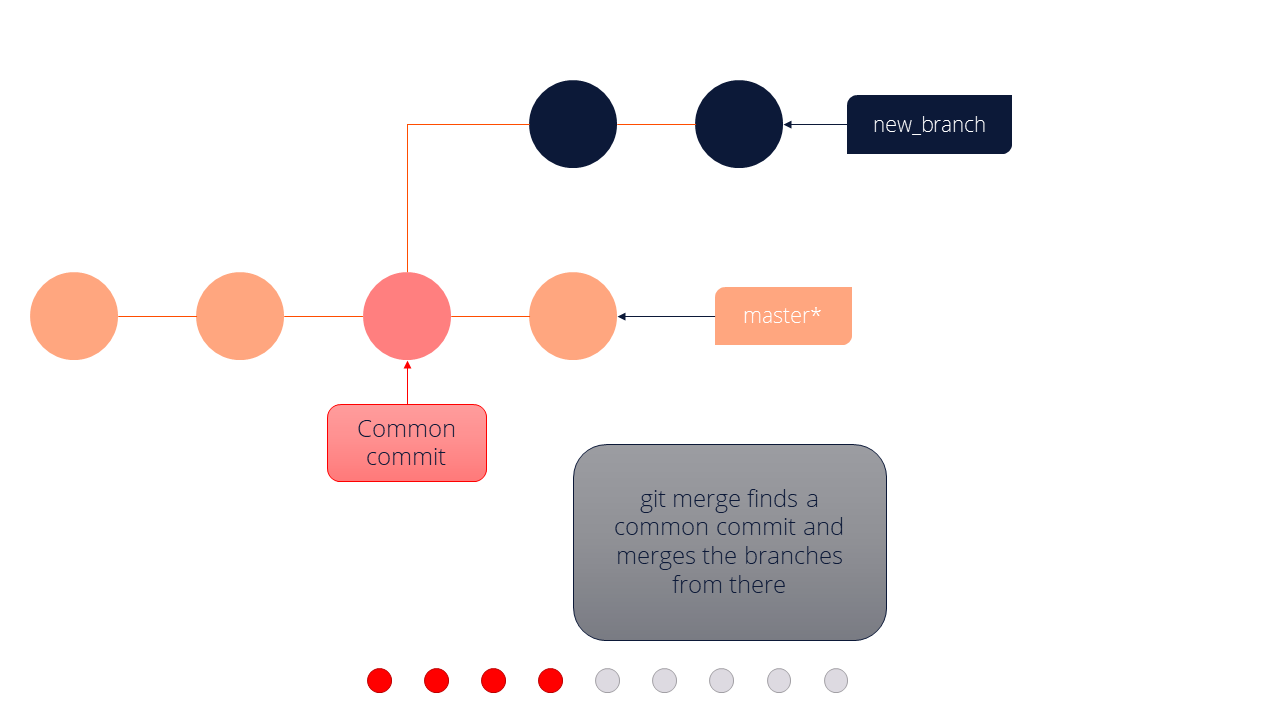 new_branch
master*
Common
commit
git merge finds a
common commit and
merges the branches
from there